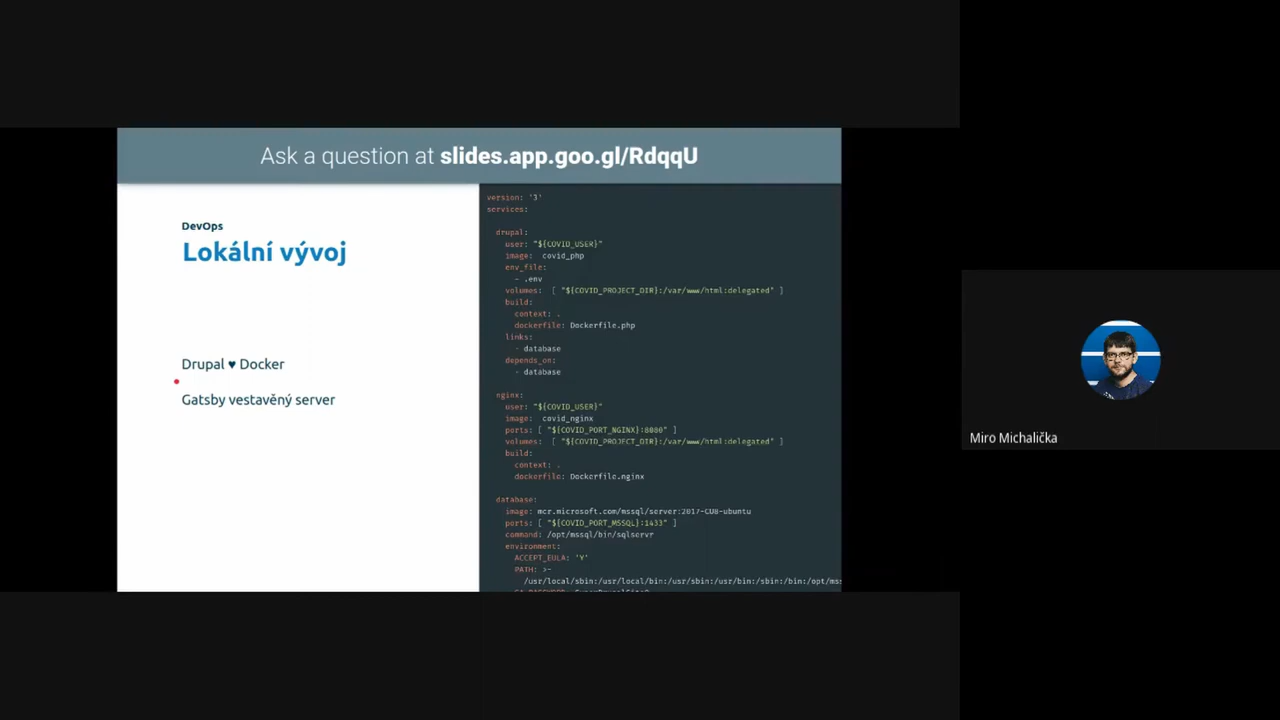 Ask a question at slides.app.goo.gl/RdqqU
DevOps
Lokální vývoj
Drupal ♥ Docker
Gatsby vestavěný server
version: '3'
services:
drupal:
user: "${COVID_USER}"
image: covid_php
env_file:
- .env
volumes: [ "${COVID_PROJECT_DIR}:/var/www/html:delegated" ]
build:
context: .
dockerfile: Dockerfile.php
links:
- database
depends_on:
- database
nginx:
user: "${COVID_USER}"
image: covid_nginx
ports: [ "${COVID_PORT_NGINX}:8080" ]
volumes: [ "${COVID_PROJECT_DIR}:/var/www/html:delegated" ]
build:
context: .
dockerfile: Dockerfile.nginx
database:
image: mcr.microsoft.com/mssql/server:2017-CU8-ubuntu
ports: [ "${COVID_PORT_MSSQL}:1433" ]
command: /opt/mssql/bin/sqlservr
environment:
ACCEPT_EULA: 'Y'
PATH: >-
/usr/local/sbin:/usr/local/bin:/usr/sbin:/usr/bin:/sbin:/bin:/opt/mss
Miro Michalička